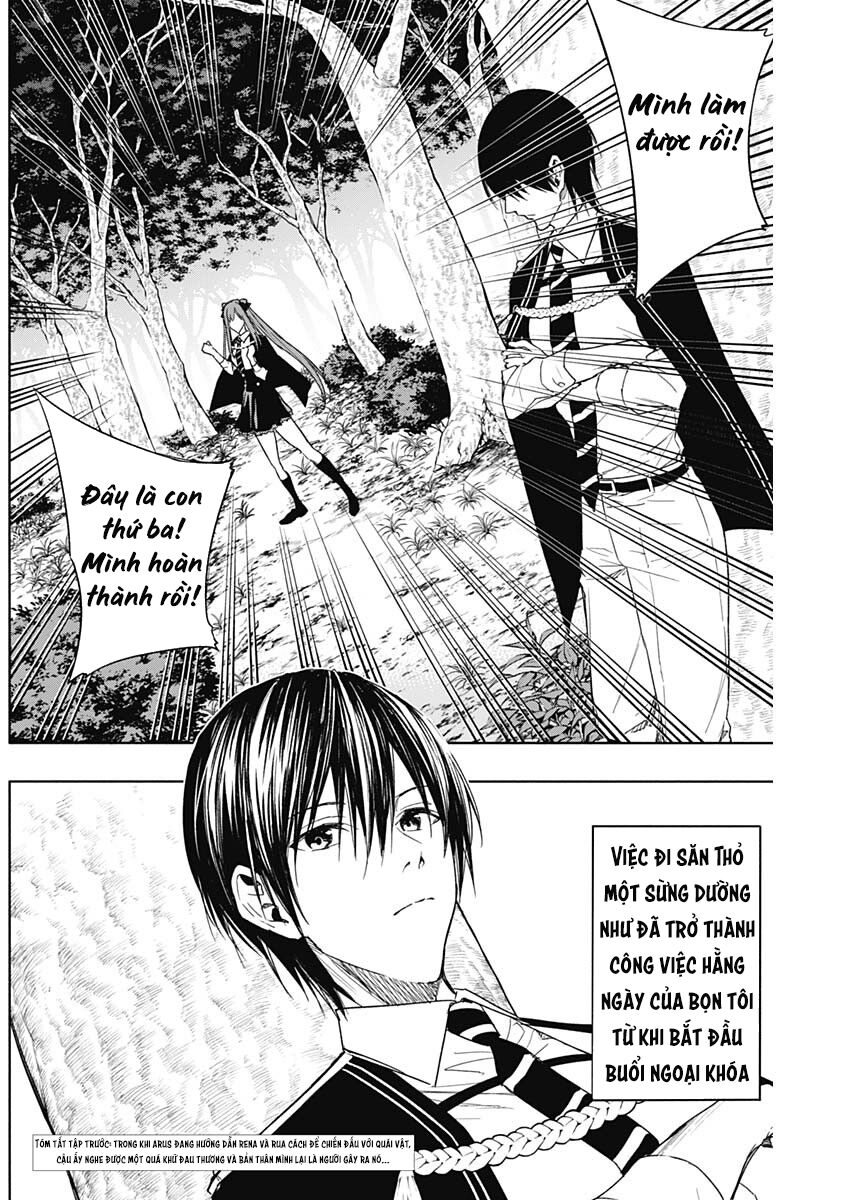 Mình làm
được rồi!
Đây là con
thứ ba!
Mình hoàn
thành rồi!
VIỆC ĐI SĂN THỎ
MỘT SỪNG DƯỜNG
NHƯ ĐÃ TRỞ THÀNH
CÔNG VIỆC HẰNG
NGÀY CỦA BỌN TÔI
TỪ KHI BẮT ĐẦU
BUỔI NGOẠI KHÓA
TÓM TẮT TẬP TRƯỚC: TRONG KHI ARUS ĐANG HƯỚNG DẪN RENA VÀ RUA CÁCH ĐỂ CHIẾN ĐẤU VỚI QUÁI VẬT,
CẬU ẤY NGHE ĐƯỢC MỘT QUÁ KHỨ ĐAU THƯƠNG VÀ BẢN THÂN MÌNH LẠI LÀ NGƯỜI GÂY RA NÓ...